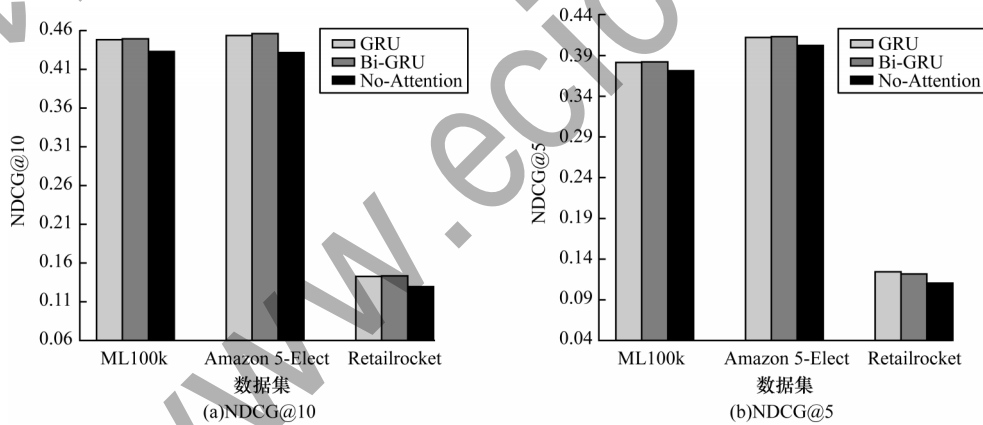 0.46
0.41
0.36
0.31
0.26
0.21
0.16
0.11
0.06
NDCG@10
GRU
Bi-GRU
No-Attention
ML100k Amazon 5-Elect Retailrocket
数据集
(a)NDCG@10
0.44
0.39
0.34
0.29
0.24
0.19
0.14
0.09
0.04
NDCG@5
GRU
Bi-GRU
No-Attention
ML100k Amazon 5-Elect Retailrocket
数据集
(b)NDCG@5
www.ecic